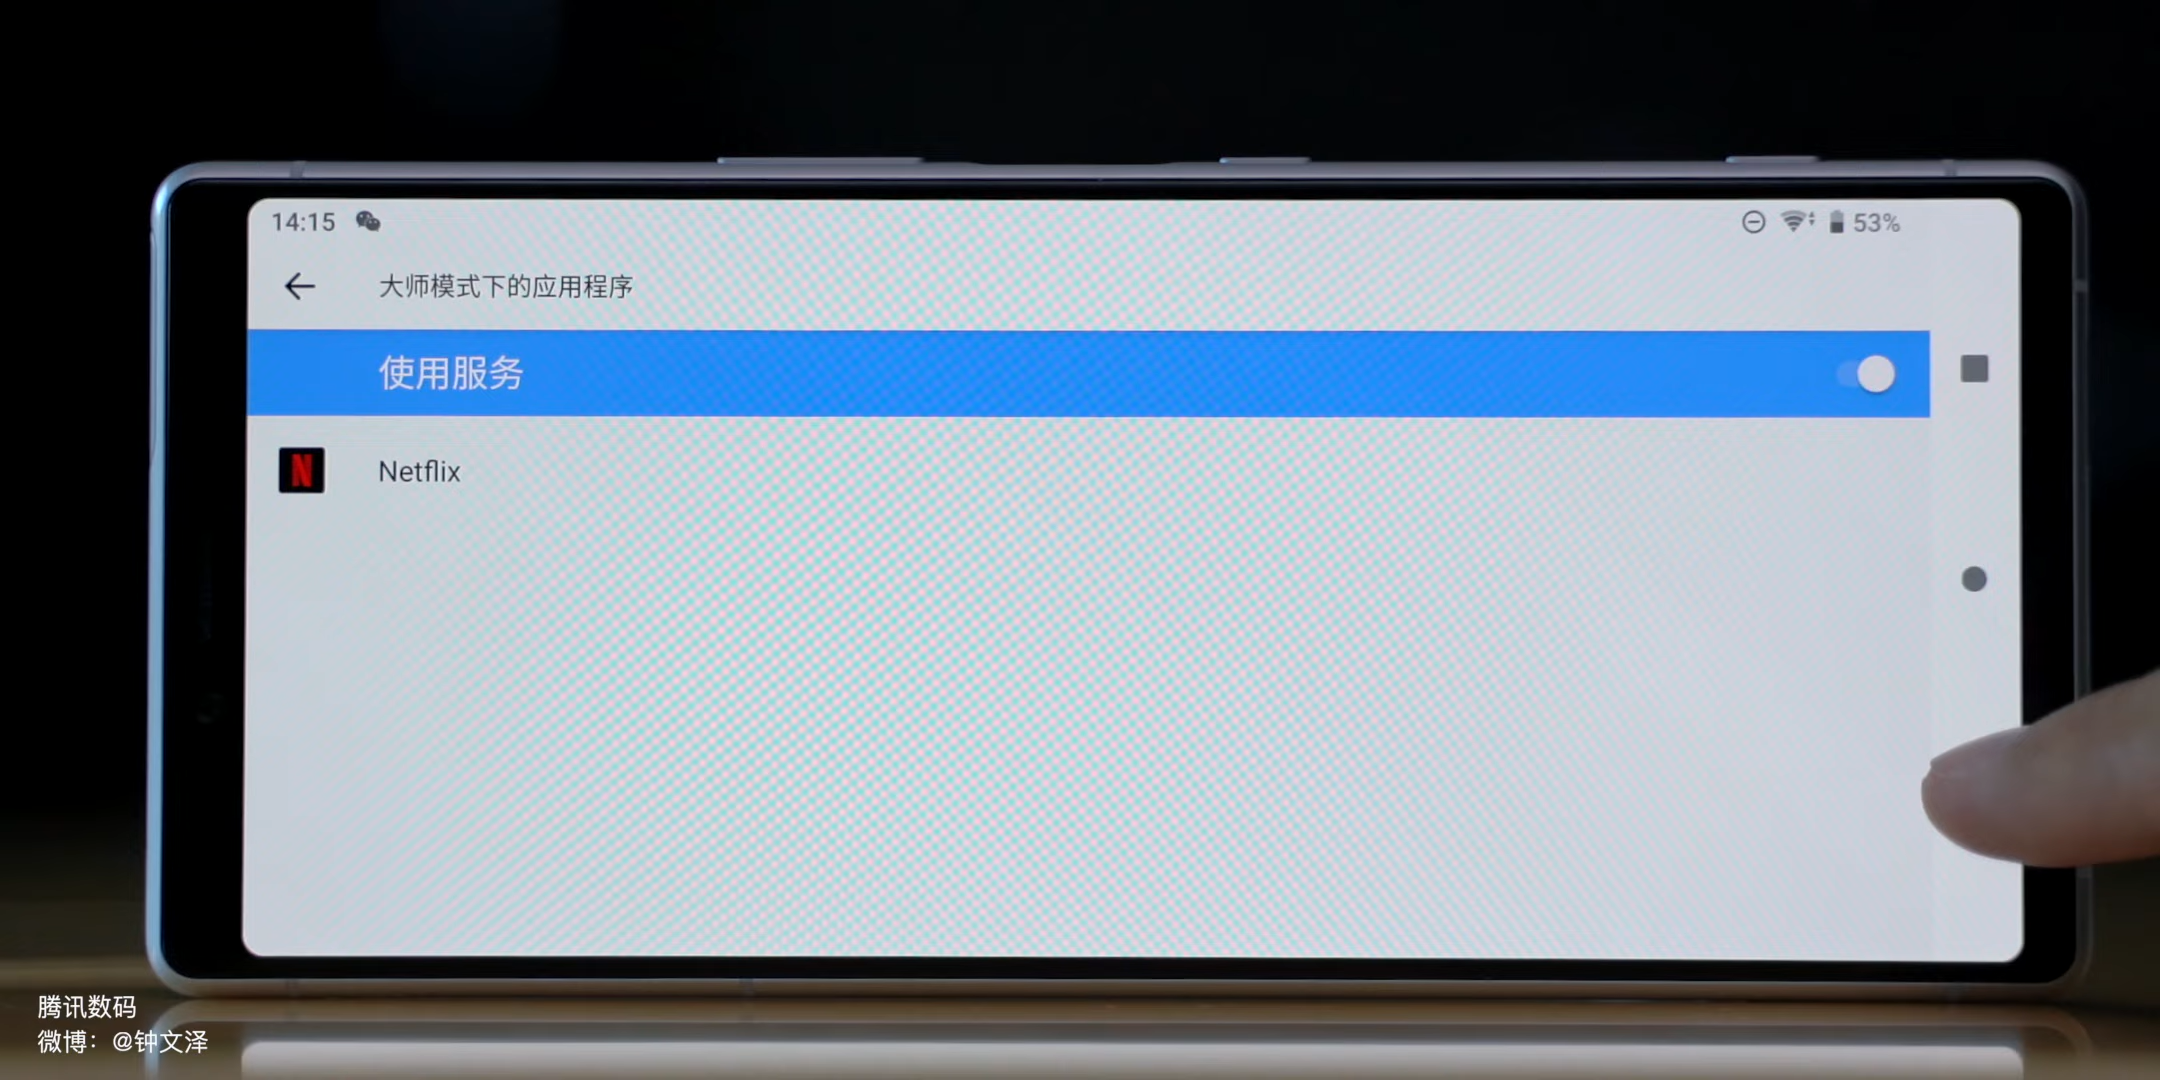 14:15
53%
大师模式下的应用程序
使用服务
N
Netflix
腾讯数码
微博：@钟文泽